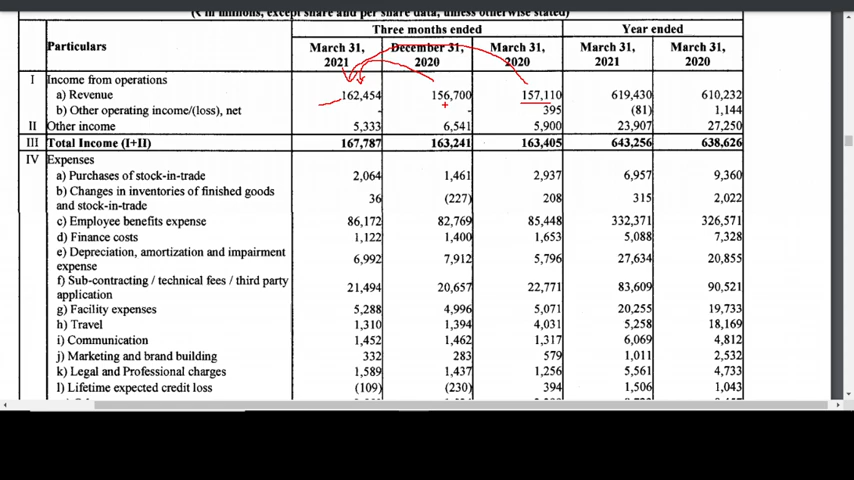 (₹ in millions, except share and per share data, unless otherwise stated)
Particulars Three months ended Year ended
March 31, 2021 December 31, 2020 March 31, 2020 March 31, 2021 March 31, 2020
I Income from operations
a) Revenue 162,454 156,700 157,110 619,430 610,232
b) Other operating income/(loss), net - - 395 (81) 1,144
II Other income 5,333 6,541 5,900 23,907 27,250
III Total Income (I+II) 167,787 163,241 163,405 643,256 638,626
IV Expenses
a) Purchases of stock-in-trade 2,064 1,461 2,937 6,957 9,360
b) Changes in inventories of finished goods
and stock-in-trade 36 (227) 208 315 2,022
c) Employee benefits expense 86,172 82,769 85,448 332,371 326,571
d) Finance costs 1,122 1,400 1,653 5,088 7,328
e) Depreciation, amortization and impairment
expense 6,992 7,912 5,796 27,634 20,855
f) Sub-contracting / technical fees / third party
application 21,494 20,657 22,771 83,609 90,521
g) Facility expenses 5,288 4,996 5,071 20,255 19,733
h) Travel 1,310 1,394 4,031 5,258 18,169
i) Communication 1,452 1,462 1,317 6,069 4,812
j) Marketing and brand building 332 283 579 1,011 2,532
k) Legal and Professional charges 1,589 1,437 1,256 5,561 4,733
l) Lifetime expected credit loss (109) (230) 394 1,506 1,043